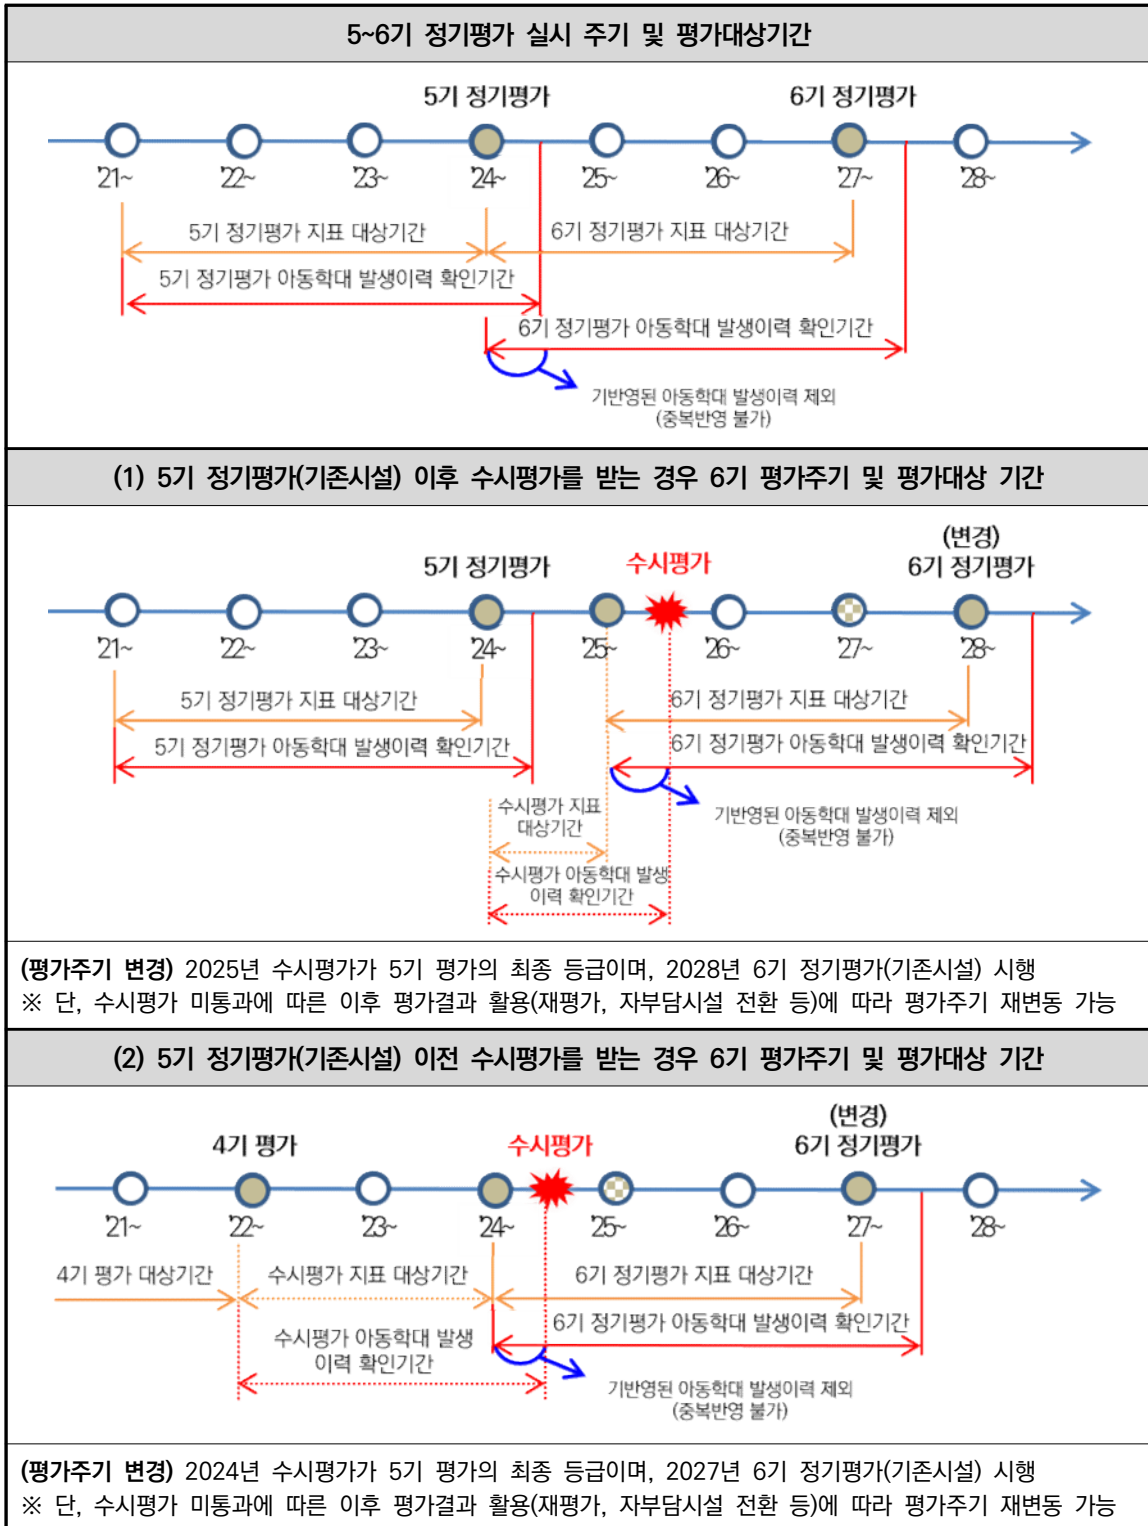 5~6기 정기평가 실시 주기 및 평가대상기간
5기 정기평가 6기 정기평가
'21~ '22~ '23~ '24~ '25~ '26~ '27~ '28~
5기 정기평가 지표 대상기간 6기 정기평가 지표 대상기간
5기 정기평가 아동학대 발생이력 확인기간
6기 정기평가 아동학대 발생이력 확인기간
기반영된 아동학대 발생이력 제외
(중복반영 불가)
(1) 5기 정기평가(기존시설) 이후 수시평가를 받는 경우 6기 평가주기 및 평가대상 기간
(변경)
5기 정기평가 수시평가 6기 정기평가
'21~ '22~ '23~ '24~ '25~ '26~ '27~ '28~
5기 정기평가 지표 대상기간 6기 정기평가 지표 대상기간
5기 정기평가 아동학대 발생이력 확인기간 6기 정기평가 아동학대 발생이력 확인기간
수시평가 지표
대상기간
기반영된 아동학대 발생이력 제외
(중복반영 불가)
수시평가 아동학대 발생
이력 확인기간
(평가주기 변경) 2025년 수시평가가 5기 평가의 최종 등급이며, 2028년 6기 정기평가(기존시설) 시행
※ 단, 수시평가 미통과에 따른 이후 평가결과 활용(재평가, 자부담시설 전환 등)에 따라 평가주기 재변동 가능
(2) 5기 정기평가(기존시설) 이전 수시평가를 받는 경우 6기 평가주기 및 평가대상 기간
(변경)
4기 평가 수시평가 6기 정기평가
'21~ '22~ '23~ '24~ '25~ '26~ '27~ '28~
4기 평가 대상기간 수시평가 지표 대상기간 6기 정기평가 지표 대상기간
6기 정기평가 아동학대 발생이력 확인기간
수시평가 아동학대 발생
이력 확인기간
기반영된 아동학대 발생이력 제외
(중복반영 불가)
(평가주기 변경) 2024년 수시평가가 5기 평가의 최종 등급이며, 2027년 6기 정기평가(기존시설) 시행
※ 단, 수시평가 미통과에 따른 이후 평가결과 활용(재평가, 자부담시설 전환 등)에 따라 평가주기 재변동 가능